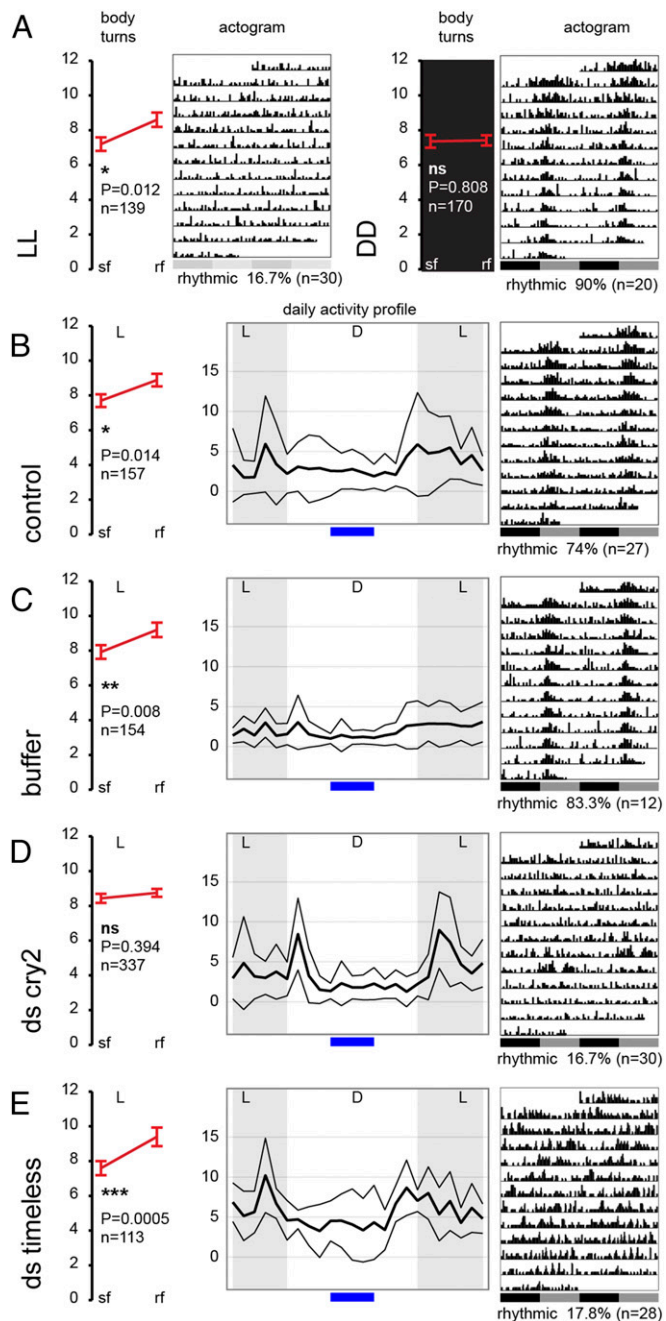 A
body turns
actogram
body turns
actogram
12
10
8
6
4
2
0
*
P=0.012
n=139
sf
rf
LL
rhythmic 16.7% (n=30)
12
10
8
6
4
2
0
ns
P=0.808
n=170
sf
rf
DD
rhythmic 90% (n=20)
daily activity profile
B
L
12
10
8
6
4
2
0
*
P=0.014
n=157
sf
rf
control
L
D
L
15
10
5
0
rhythmic 74% (n=27)
C
L
12
10
8
6
4
2
0
**
P=0.008
n=154
sf
rf
buffer
L
D
L
15
10
5
0
rhythmic 83.3% (n=12)
D
L
12
10
8
6
4
2
0
ns
P=0.394
n=337
sf
rf
ds cry2
L
D
L
15
10
5
0
rhythmic 16.7% (n=30)
E
L
12
10
8
6
4
2
0
***
P=0.0005
n=113
sf
rf
ds timeless
L
D
L
15
10
5
0
rhythmic 17.8% (n=28)